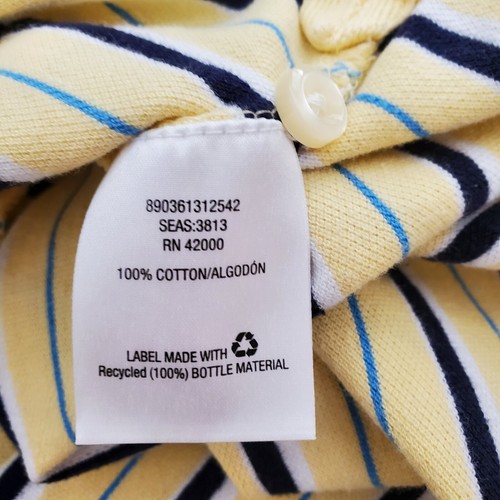 890361312542
SEAS:3813
RN 42000
100% COTTON/ALGODÓN
LABEL MADE WITH
Recycled (100%) BOTTLE MATERIAL